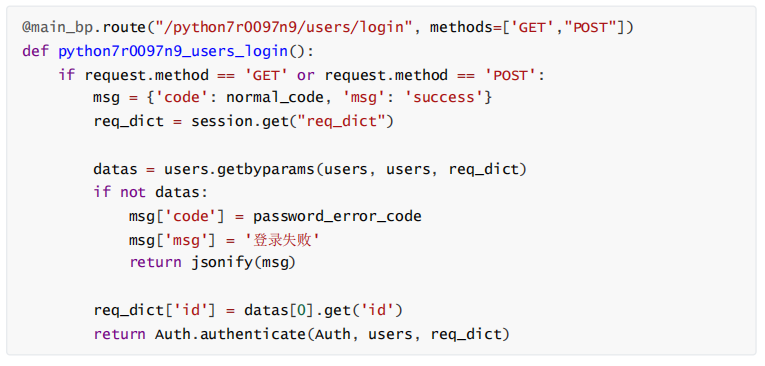 @main_bp.route("/python7r0097n9/users/login", methods=['GET',"POST"])
def python7r0097n9_users_login():
    if request.method == 'GET' or request.method == 'POST':
        msg = {'code': normal_code, 'msg': 'success'}
        req_dict = session.get("req_dict")

        datas = users.getbyparams(users, users, req_dict)
        if not datas:
            msg['code'] = password_error_code
            msg['msg'] = '登录失败'
            return jsonify(msg)

        req_dict['id'] = datas[0].get('id')
        return Auth.authenticate(Auth, users, req_dict)